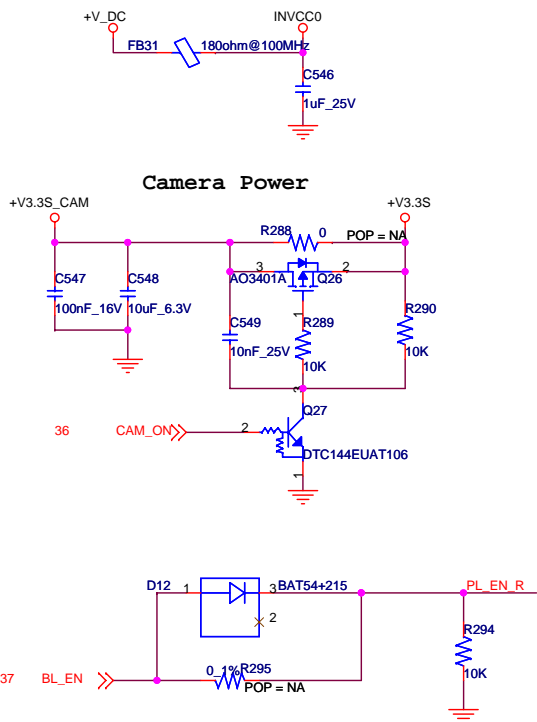 +V_DC INVCC0
FB31 180ohm@100MHz
C546
1uF_25V
Camera Power
+V3.3S_CAM +V3.3S
R288 0 POP = NA
3 AO3401A Q26 2
C547 C548
100nF_16V 10uF_6.3V
1
C549 R289 R290
10nF_25V 10K 10K
3
Q27
36 CAM_ON 2
DTC144EUAT106
1
D12 1 3 BAT54+215 PL_EN_R
2
R294
10K
37 BL_EN 0_1% R295
POP = NA